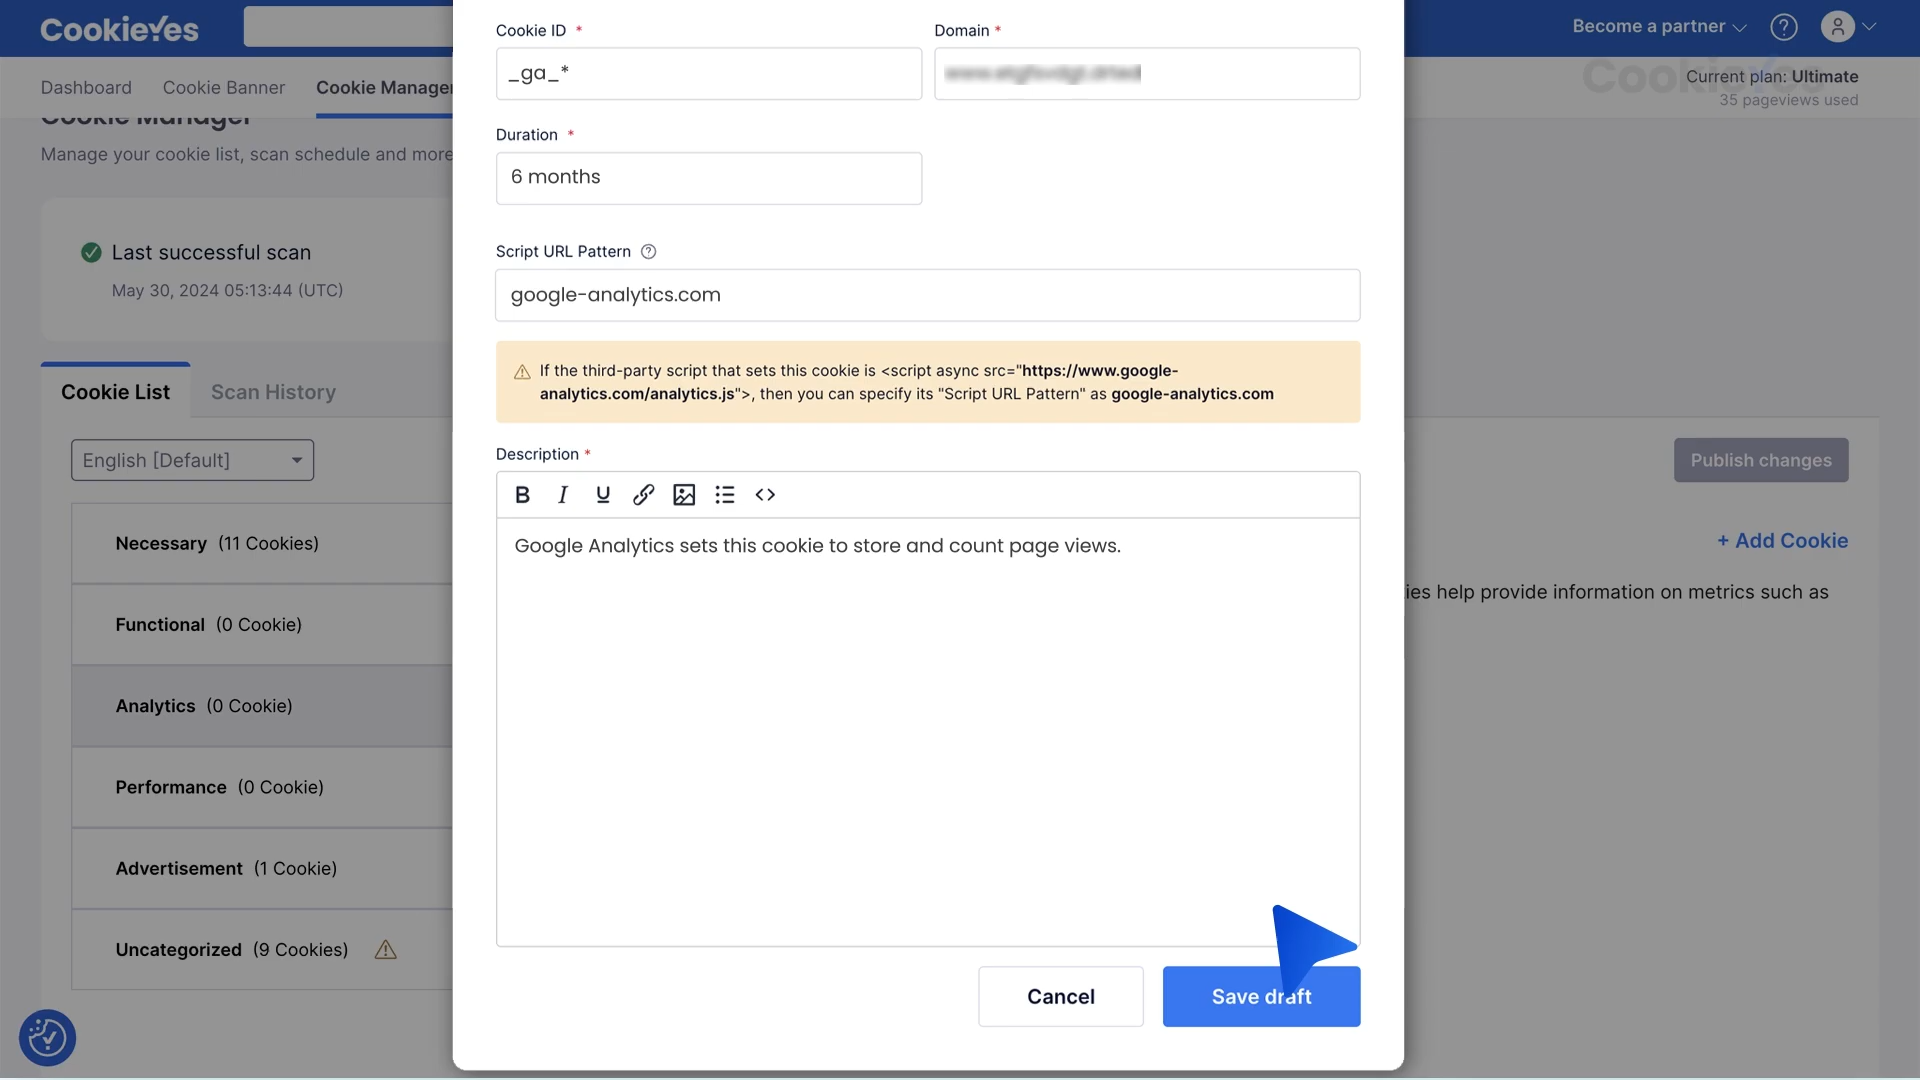 CookieYes
Become a partner
Dashboard
Cookie Banner
Cookie Manager
Current plan: Ultimate
35 pageviews used
CookieYes
Cookie Manager
Manage your cookie list, scan schedule and more
Last successful scan
May 30, 2024 05:13:44 (UTC)
Cookie List
Scan History
English [Default]
Necessary (11 Cookies)
Functional (0 Cookie)
Analytics (0 Cookie)
Performance (0 Cookie)
Advertisement (1 Cookie)
Uncategorized (9 Cookies)
Cookie ID *
_ga_*
Domain *
Duration *
6 months
Script URL Pattern ?
google-analytics.com
If the third-party script that sets this cookie is <script async src="https://www.google-
analytics.com/analytics.js">, then you can specify its "Script URL Pattern" as google-analytics.com
Description *
B I U
Google Analytics sets this cookie to store and count page views.
Cancel
Save draft
Publish changes
+ Add Cookie
ies help provide information on metrics such as